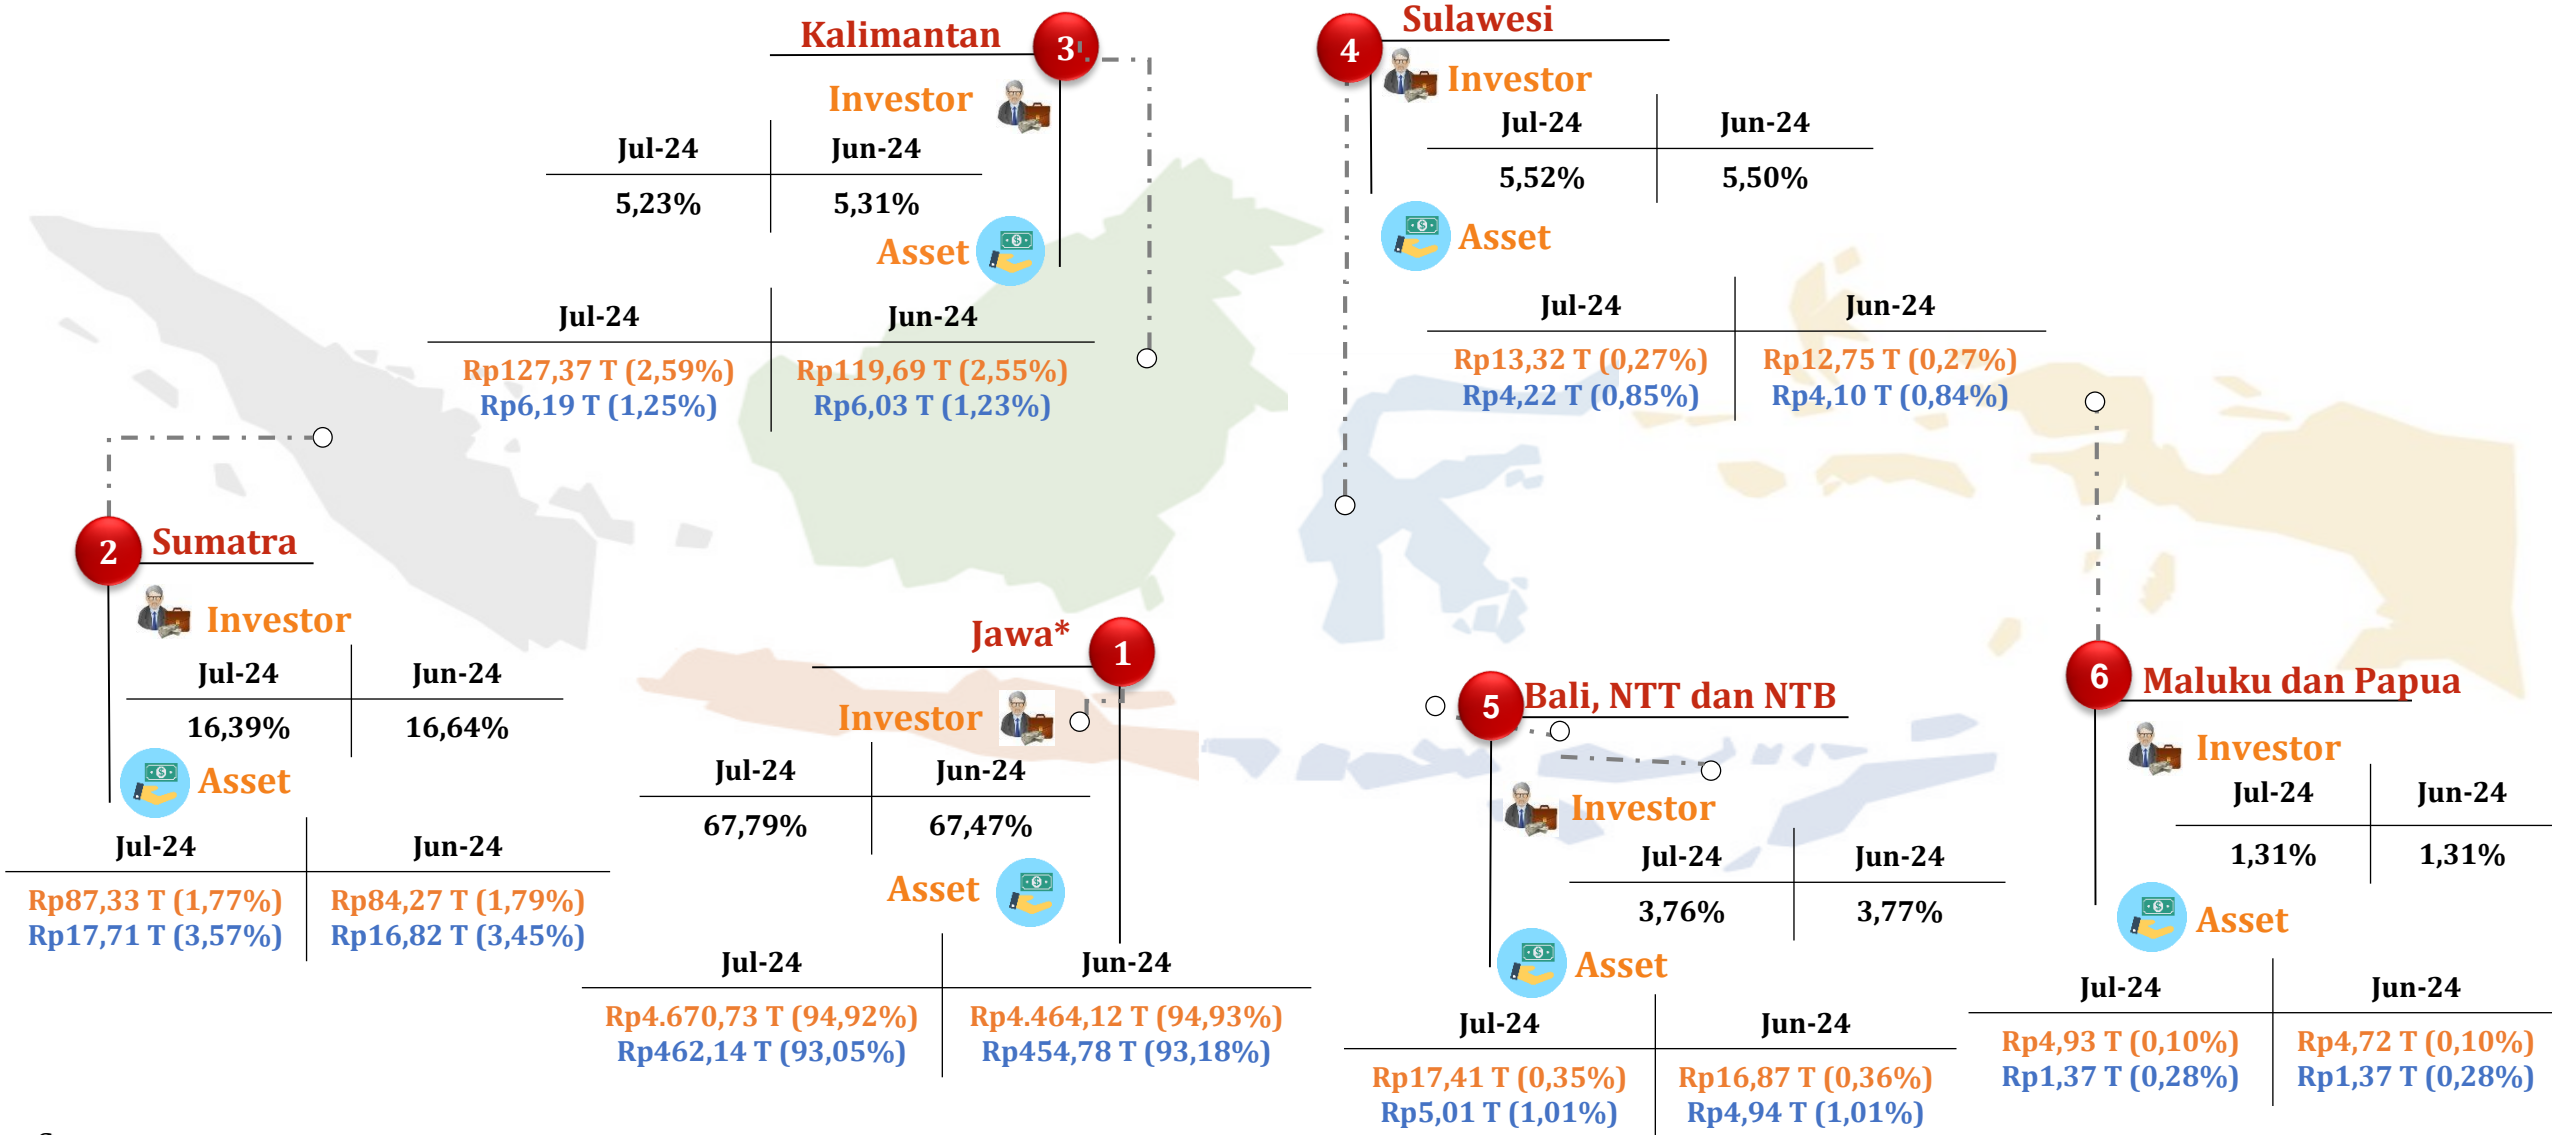 Kalimantan
3
Investor
Jul-24 Jun-24
5,23% 5,31%
Asset
Jul-24 Jun-24
Rp127,37 T (2,59%) Rp119,69 T (2,55%)
Rp6,19 T (1,25%) Rp6,03 T (1,23%)
4
Sulawesi
Investor
Jul-24 Jun-24
5,52% 5,50%
Asset
Jul-24 Jun-24
Rp13,32 T (0,27%) Rp12,75 T (0,27%)
Rp4,22 T (0,85%) Rp4,10 T (0,84%)
2
Sumatra
Investor
Jul-24 Jun-24
16,39% 16,64%
Asset
Jul-24 Jun-24
Rp87,33 T (1,77%) Rp84,27 T (1,79%)
Rp17,71 T (3,57%) Rp16,82 T (3,45%)
Jawa*
1
Investor
Jul-24 Jun-24
67,79% 67,47%
Asset
Jul-24 Jun-24
Rp4.670,73 T (94,92%) Rp4.464,12 T (94,93%)
Rp462,14 T (93,05%) Rp454,78 T (93,18%)
5
Bali, NTT dan NTB
Investor
Jul-24 Jun-24
3,76% 3,77%
Asset
Jul-24 Jun-24
Rp17,41 T (0,35%) Rp16,87 T (0,36%)
Rp5,01 T (1,01%) Rp4,94 T (1,01%)
6
Maluku dan Papua
Investor
Jul-24 Jun-24
1,31% 1,31%
Asset
Jul-24 Jun-24
Rp4,93 T (0,10%) Rp4,72 T (0,10%)
Rp1,37 T (0,28%) Rp1,37 T (0,28%)